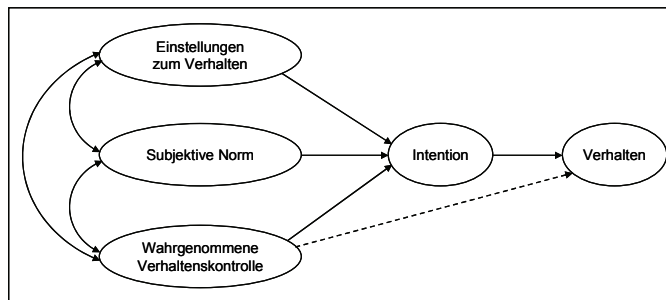 Einstellungen
zum Verhalten
Subjektive Norm
Intention
Verhalten
Wahrgenommene
Verhaltenskontrolle